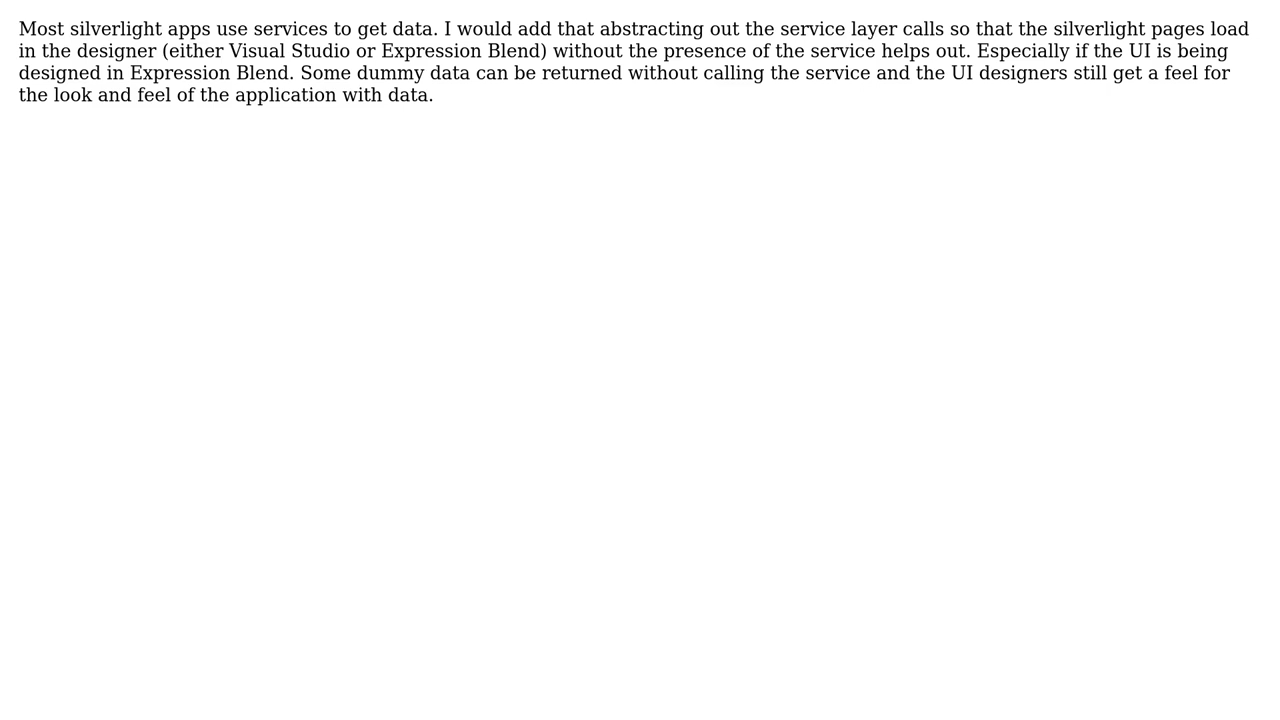 Most silverlight apps use services to get data. I would add that abstracting out the service layer calls so that the silverlight pages load
in the designer (either Visual Studio or Expression Blend) without the presence of the service helps out. Especially if the UI is being
designed in Expression Blend. Some dummy data can be returned without calling the service and the UI designers still get a feel for
the look and feel of the application with data.